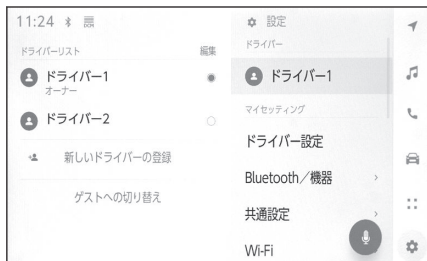 11:24
ドライバーリスト
編集
ドライバー1
オーナー
ドライバー2
新しいドライバーの登録
ゲストへの切り替え
設定
ドライバー
ドライバー1
マイセッティング
ドライバー設定
Bluetooth／機器
共通設定
Wi-Fi